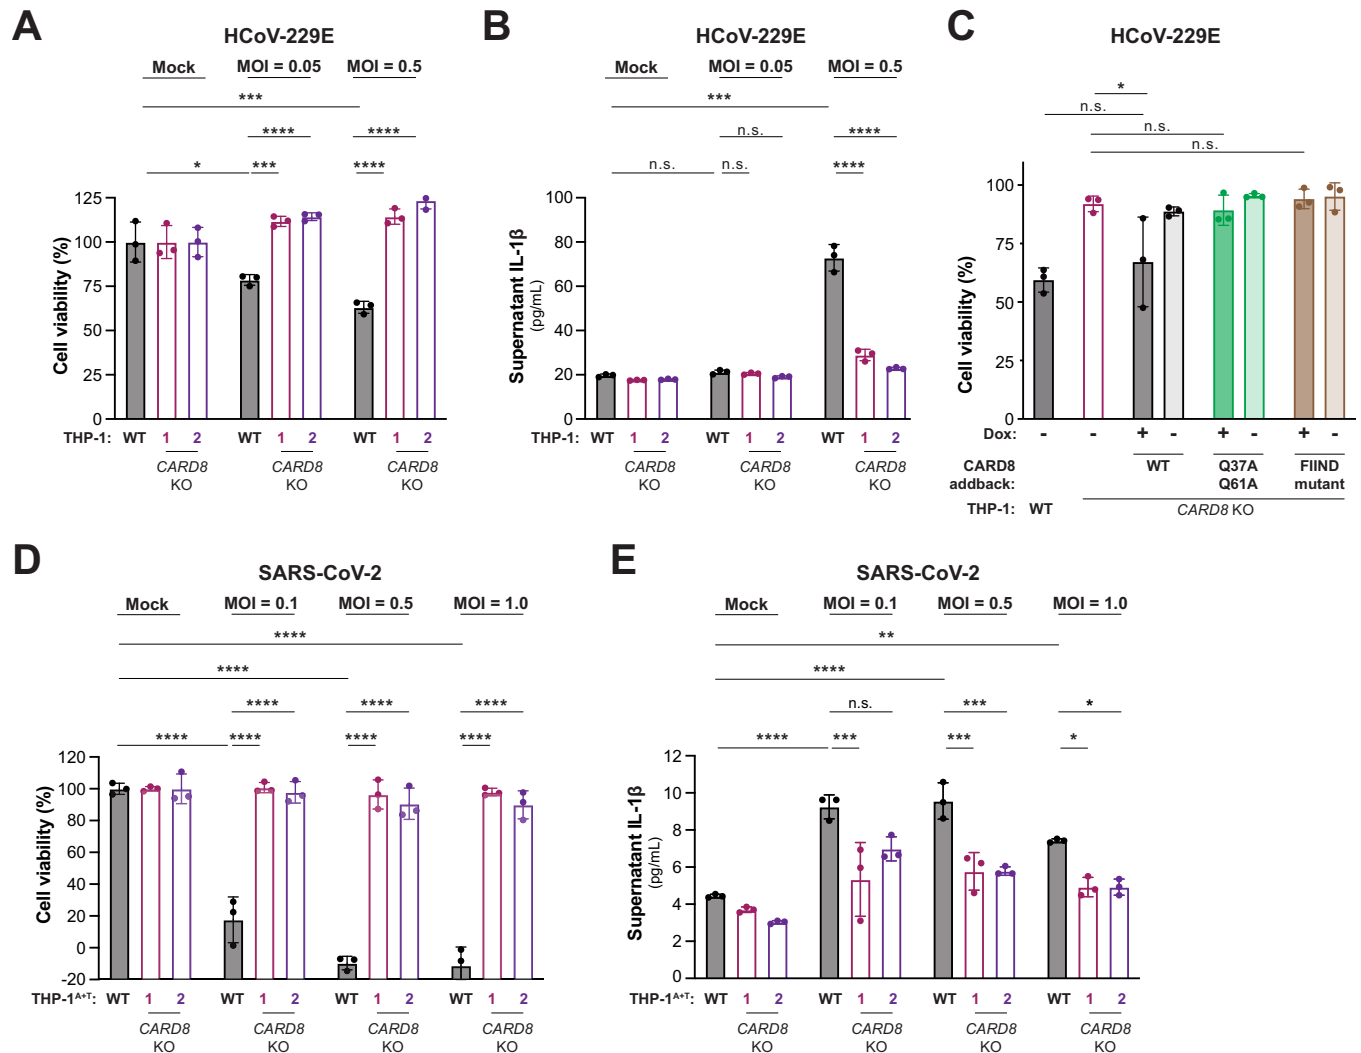 A
HCoV-229E
Mock MOI = 0.05 MOI = 0.5
***
**** ****
* *** ****
Cell viability (%)
125
100
75
50
25
0
THP-1: WT 1 2 WT 1 2 WT 1 2
CARD8 CARD8 CARD8
KO KO KO
B
HCoV-229E
Mock MOI = 0.05 MOI = 0.5
***
n.s. ****
n.s. n.s. ****
Supernatant IL-1β
(pg/mL)
100
80
60
40
20
0
THP-1: WT 1 2 WT 1 2 WT 1 2
CARD8 CARD8 CARD8
KO KO KO
C
HCoV-229E
*
n.s.
n.s.
n.s.
Cell viability (%)
100
75
50
25
0
Dox: - - + - + - + -
CARD8 WT Q37A FIIND
addback: Q61A mutant
THP-1: WT CARD8 KO
D
SARS-CoV-2
Mock MOI = 0.1 MOI = 0.5 MOI = 1.0
****
****
**** **** ****
**** **** **** ****
Cell viability (%)
120
100
80
60
40
20
0
-20
THP-1A+T: WT 1 2 WT 1 2 WT 1 2 WT 1 2
CARD8 CARD8 CARD8 CARD8
KO KO KO KO
E
SARS-CoV-2
Mock MOI = 0.1 MOI = 0.5 MOI = 1.0
**
****
n.s. *** *
**** *** *** *
Supernatant IL-1β
(pg/mL)
12
10
8
6
4
2
0
THP-1A+T: WT 1 2 WT 1 2 WT 1 2 WT 1 2
CARD8 CARD8 CARD8 CARD8
KO KO KO KO